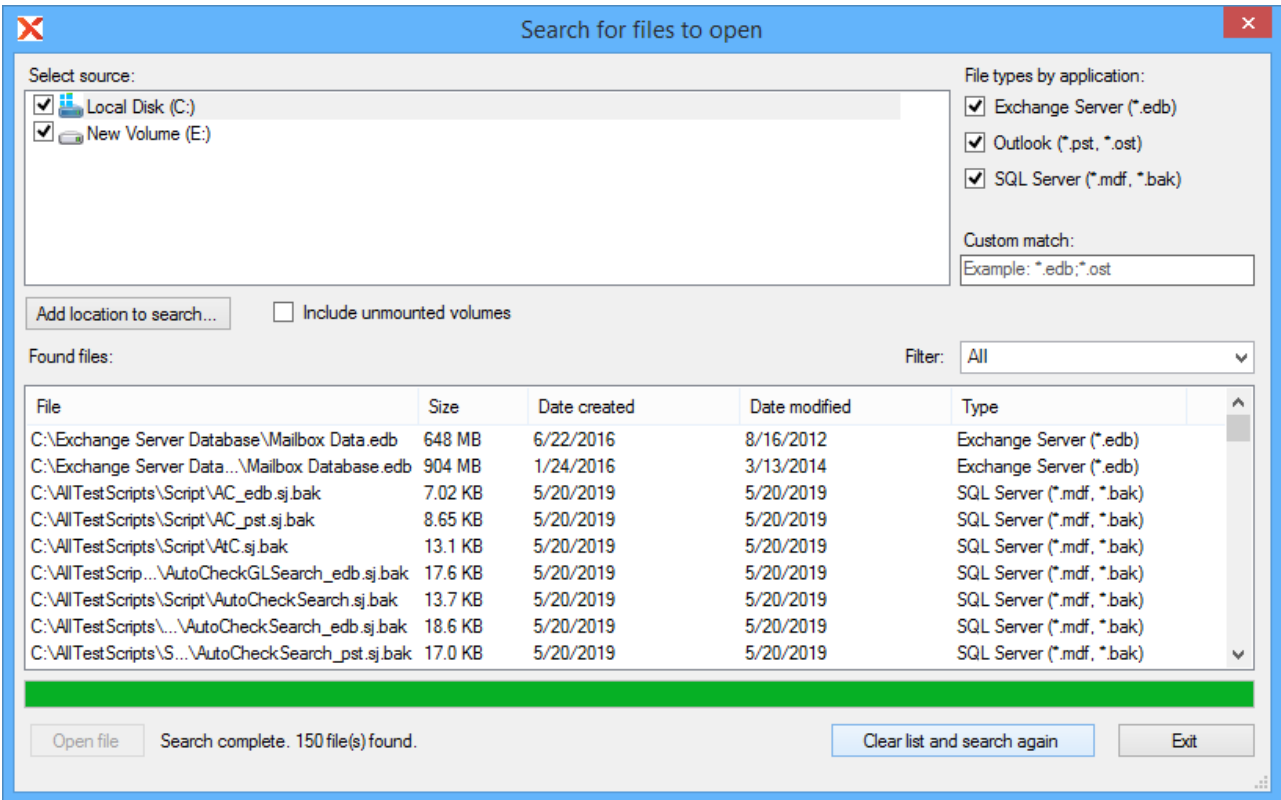 Search for files to open
Select source:
Local Disk (C:)
New Volume (E:)
File types by application:
Exchange Server (*.edb)
Outlook (*.pst, *.ost)
SQL Server (*.mdf, *.bak)
Custom match:
Example: *.edb;*.ost
Add location to search...
Include unmounted volumes
Found files:
Filter: All
File Size Date created Date modified Type
C:\Exchange Server Database\Mailbox Data.edb 648 MB 6/22/2016 8/16/2012 Exchange Server (*.edb)
C:\Exchange Server Data...\Mailbox Database.edb 904 MB 1/24/2016 3/13/2014 Exchange Server (*.edb)
C:\AllTestScripts\Script\AC_edb.sj.bak 7.02 KB 5/20/2019 5/20/2019 SQL Server (*.mdf, *.bak)
C:\AllTestScripts\Script\AC_pst.sj.bak 8.65 KB 5/20/2019 5/20/2019 SQL Server (*.mdf, *.bak)
C:\AllTestScripts\Script\AtC.sj.bak 13.1 KB 5/20/2019 5/20/2019 SQL Server (*.mdf, *.bak)
C:\AllTestScrip...\AutoCheckGLSearch_edb.sj.bak 17.6 KB 5/20/2019 5/20/2019 SQL Server (*.mdf, *.bak)
C:\AllTestScripts\Script\AutoCheckSearch.sj.bak 13.7 KB 5/20/2019 5/20/2019 SQL Server (*.mdf, *.bak)
C:\AllTestScripts\...\AutoCheckSearch_edb.sj.bak 18.6 KB 5/20/2019 5/20/2019 SQL Server (*.mdf, *.bak)
C:\AllTestScripts\S...\AutoCheckSearch_pst.sj.bak 17.0 KB 5/20/2019 5/20/2019 SQL Server (*.mdf, *.bak)
Open file Search complete. 150 file(s) found. Clear list and search again Exit